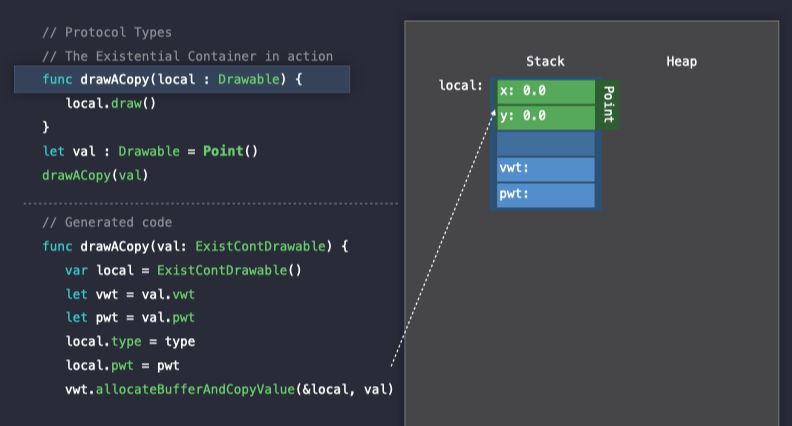 // Protocol Types
// The Existential Container in action
func drawACopy(local : Drawable) {
local.draw()
}
let val : Drawable = Point()
drawACopy(val)
// Generated code
func drawACopy(val: ExistContDrawable) {
var local = ExistContDrawable()
let vwt = val.vwt
let pwt = val.pwt
local.type = type
local.pwt = pwt
vwt.allocateBufferAndCopyValue(&local, val)
Stack Heap
local:
x: 0.0
y: 0.0
Point
vwt:
pwt: